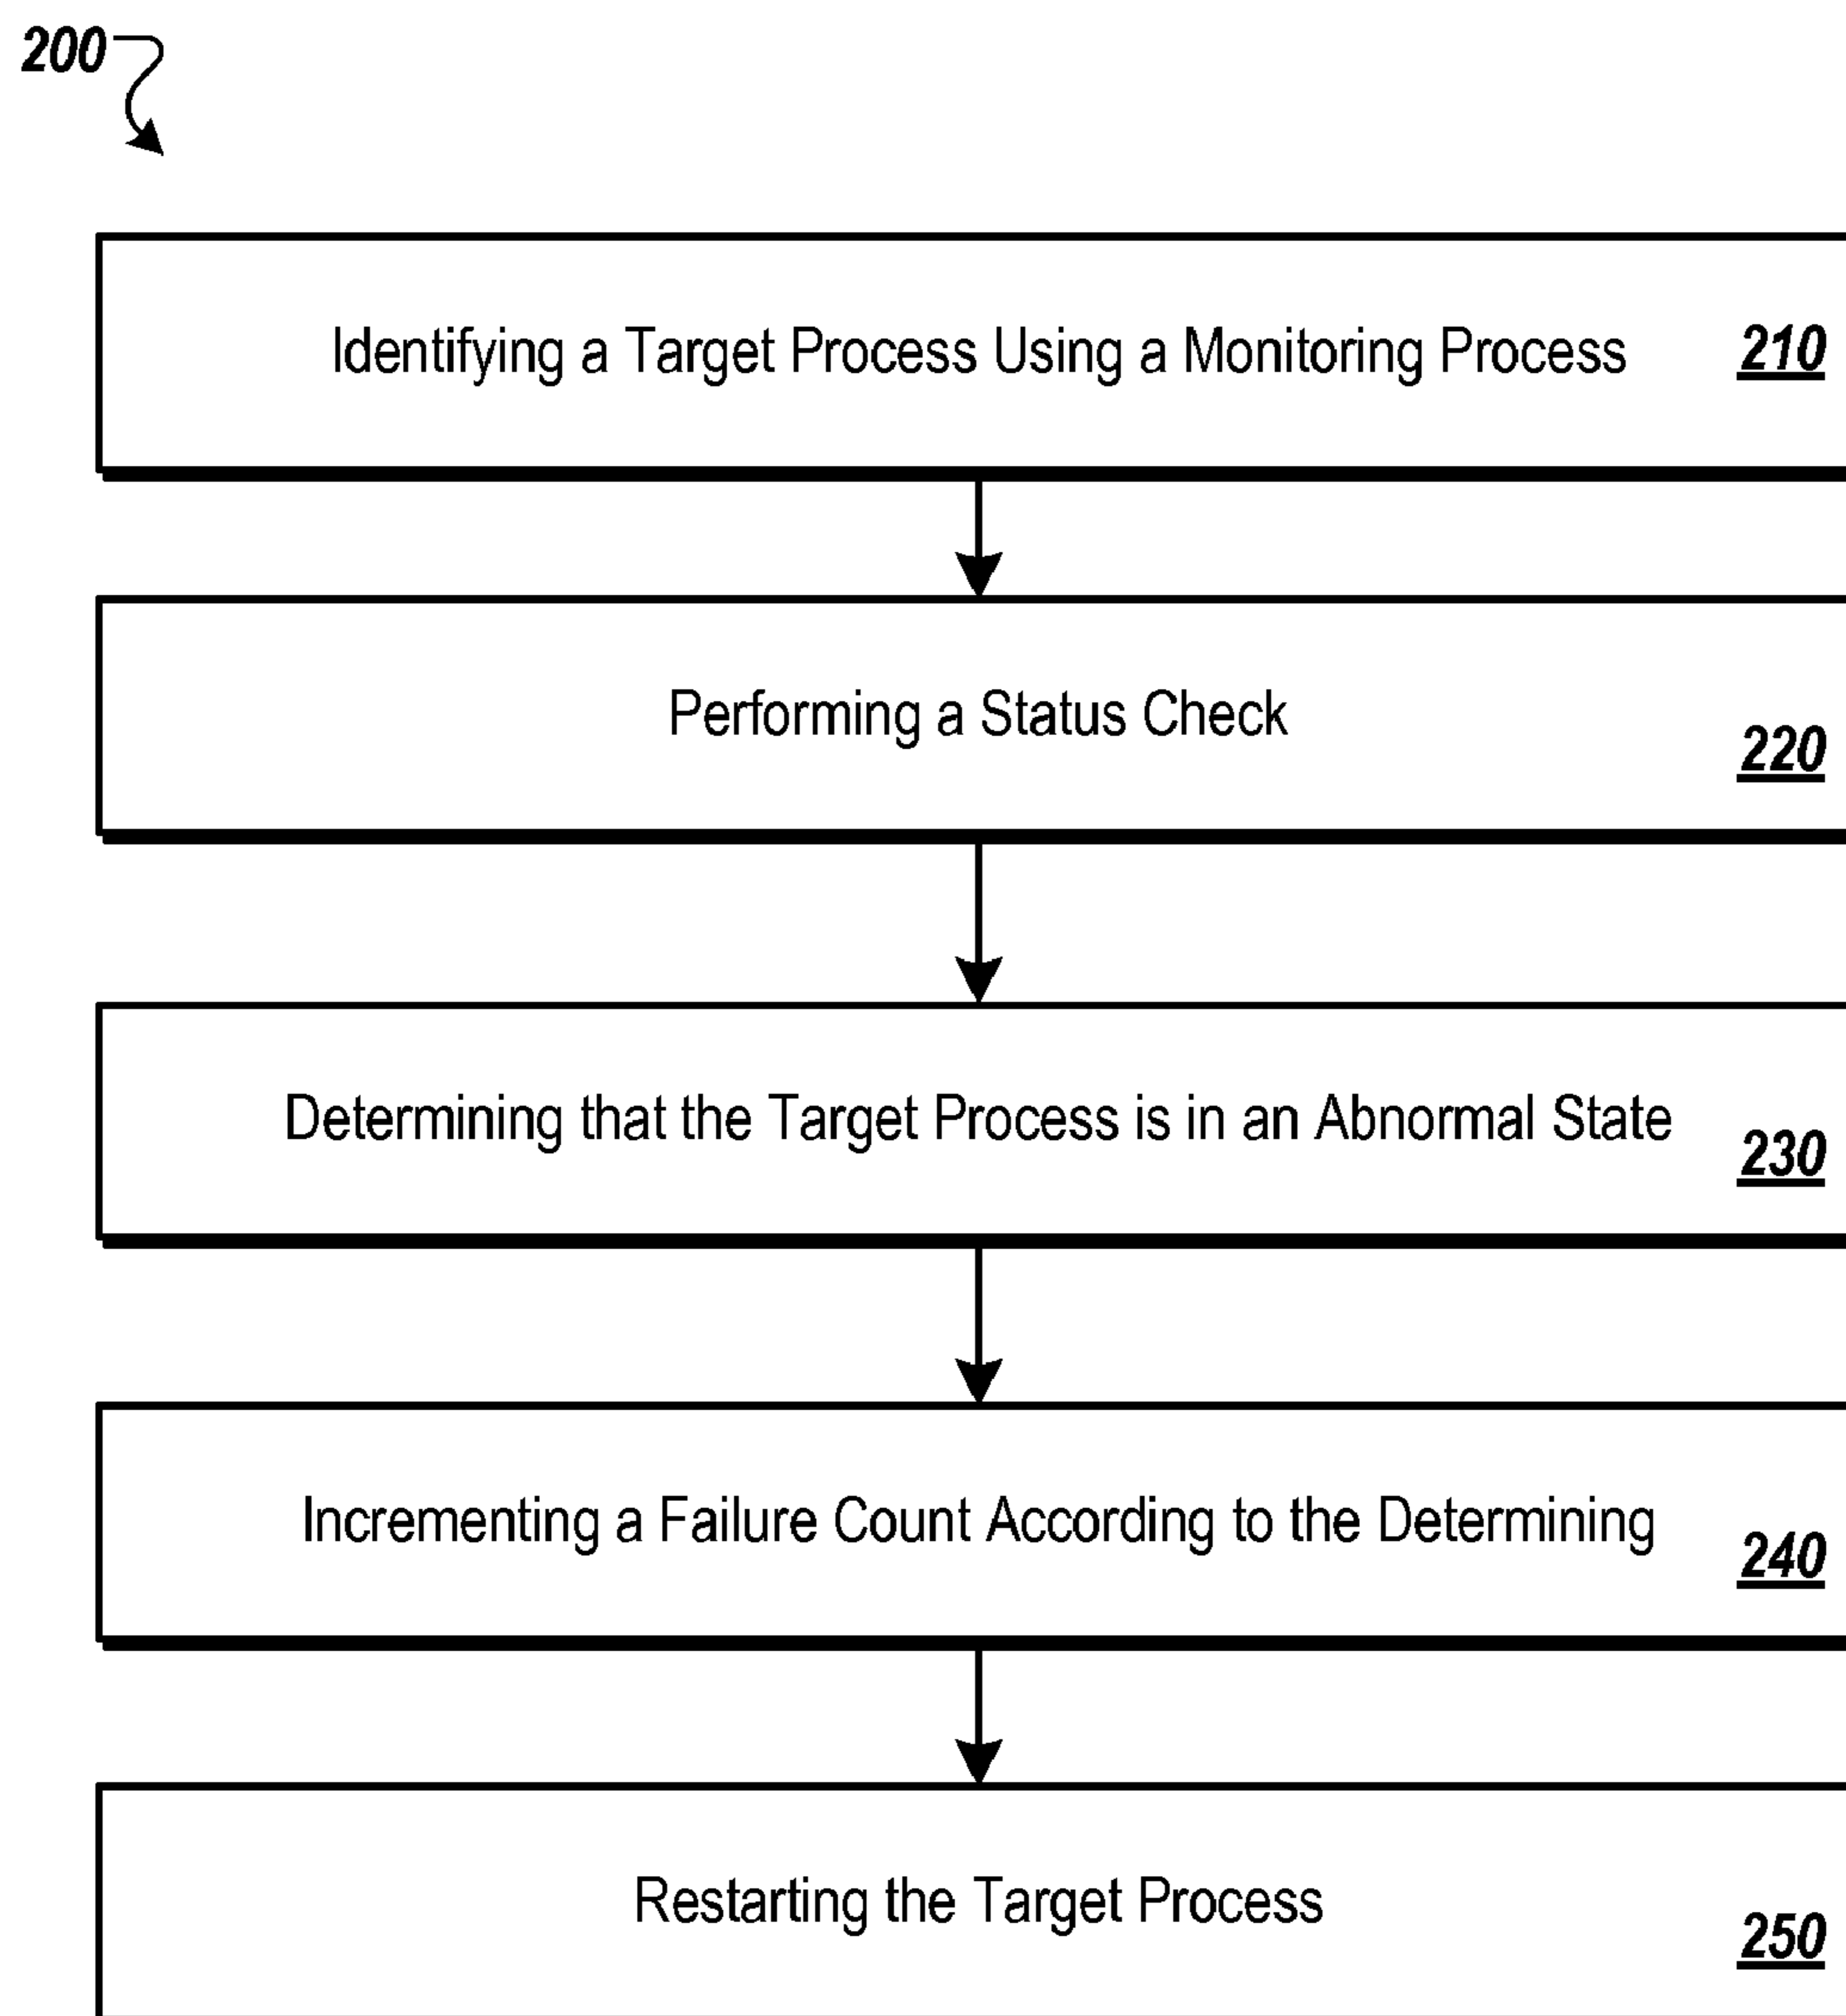 200
Identifying a Target Process Using a Monitoring Process 210
Performing a Status Check 220
Determining that the Target Process is in an Abnormal State 230
Incrementing a Failure Count According to the Determining 240
Restarting the Target Process 250